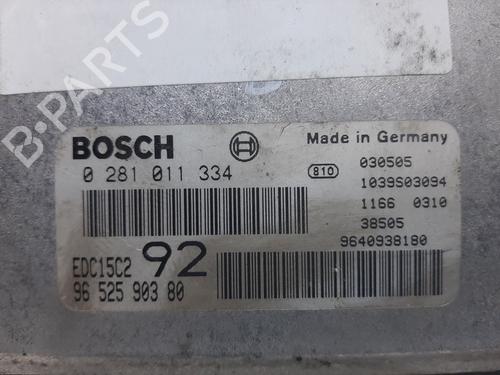 B-PARTS
BOSCH
Made in Germany
0 281 011 334
810
030505
1039S03094
1166 0310
38505
9640938180
EDC15C2 92
96 525 903 80